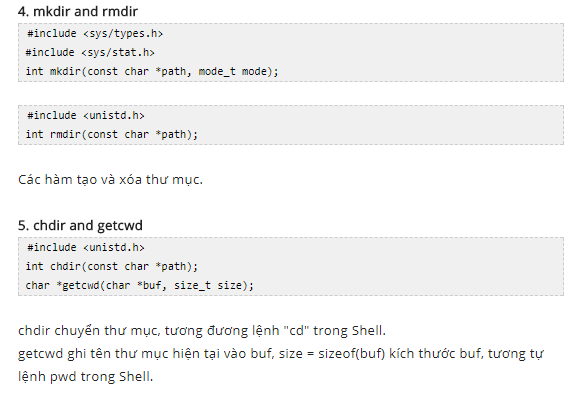 4. mkdir and rmdir
#include <sys/types.h>
#include <sys/stat.h>
int mkdir(const char *path, mode_t mode);
#include <unistd.h>
int rmdir(const char *path);
Các hàm tạo và xóa thư mục.
5. chdir and getcwd
#include <unistd.h>
int chdir(const char *path);
char *getcwd(char *buf, size_t size);
chdir chuyển thư mục, tương đương lệnh "cd" trong Shell.
getcwd ghi tên thư mục hiện tại vào buf, size = sizeof(buf) kích thước buf, tương tự
lệnh pwd trong Shell.